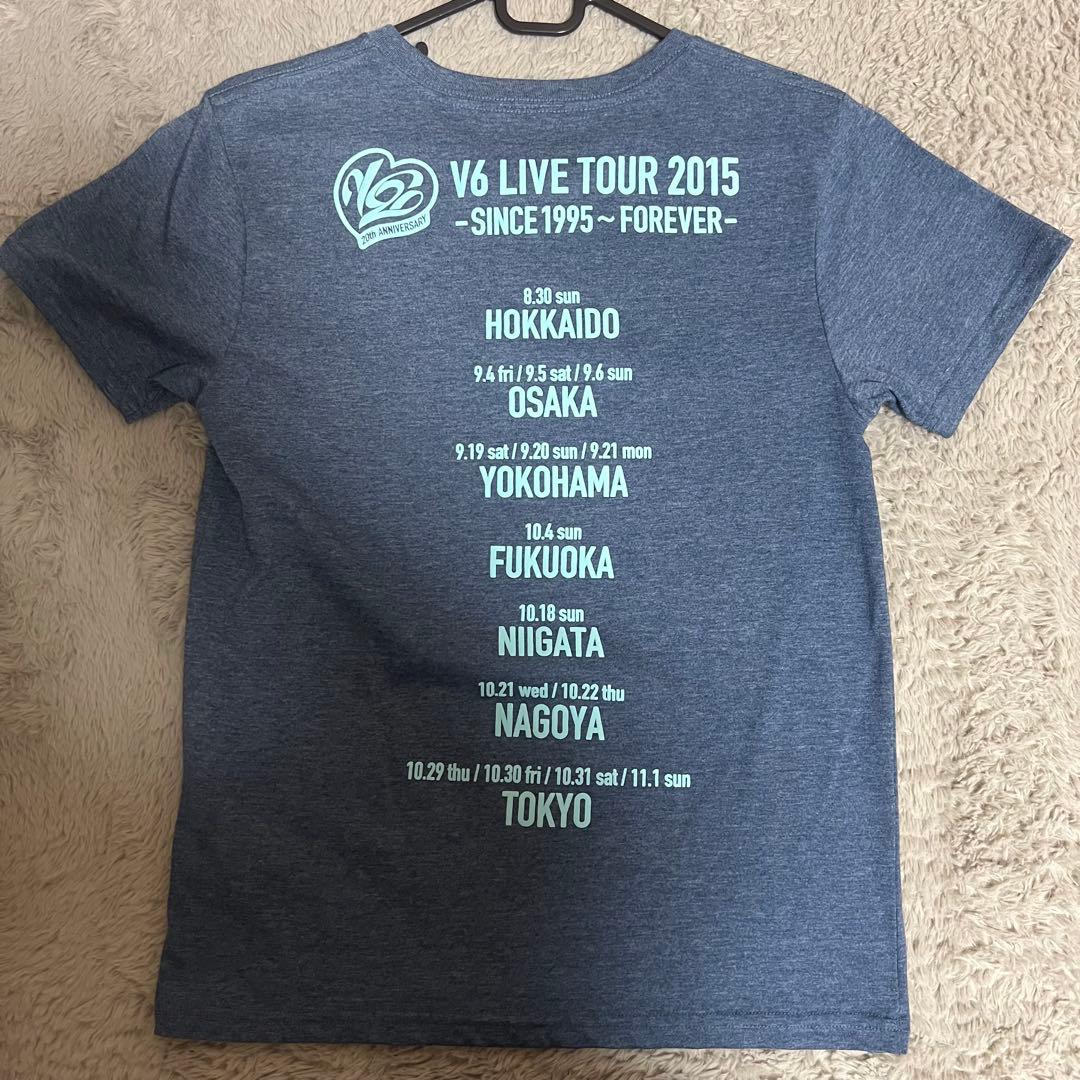 V6
20th ANNIVERSARY
V6 LIVE TOUR 2015
-SINCE1995~FOREVER-
8.30 sun
HOKKAIDO
9.4 fri / 9.5 sat / 9.6 sun
OSAKA
9.19 sat / 9.20 sun / 9.21 mon
YOKOHAMA
10.4 sun
FUKUOKA
10.18 sun
NIIGATA
10.21 wed / 10.22 thu
NAGOYA
10.29 thu / 10.30 fri / 10.31 sat / 11.1 sun
TOKYO